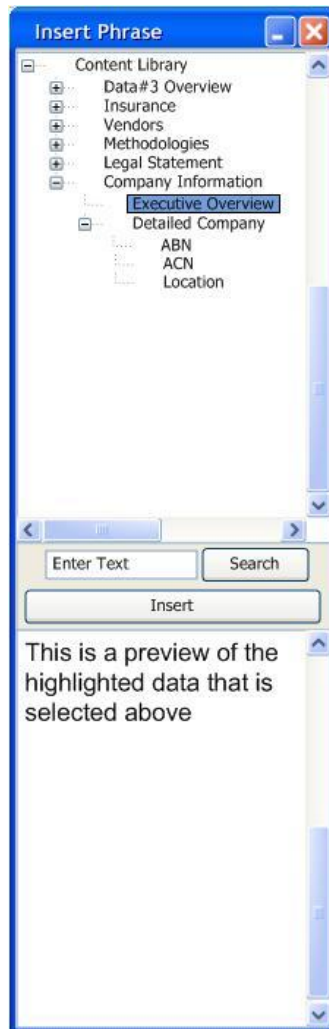 Insert Phrase
Content Library
Data#3 Overview
Insurance
Vendors
Methodologies
Legal Statement
Company Information
Executive Overview
Detailed Company
ABN
ACN
Location
Enter Text
Search
Insert
This is a preview of the
highlighted data that is
selected above